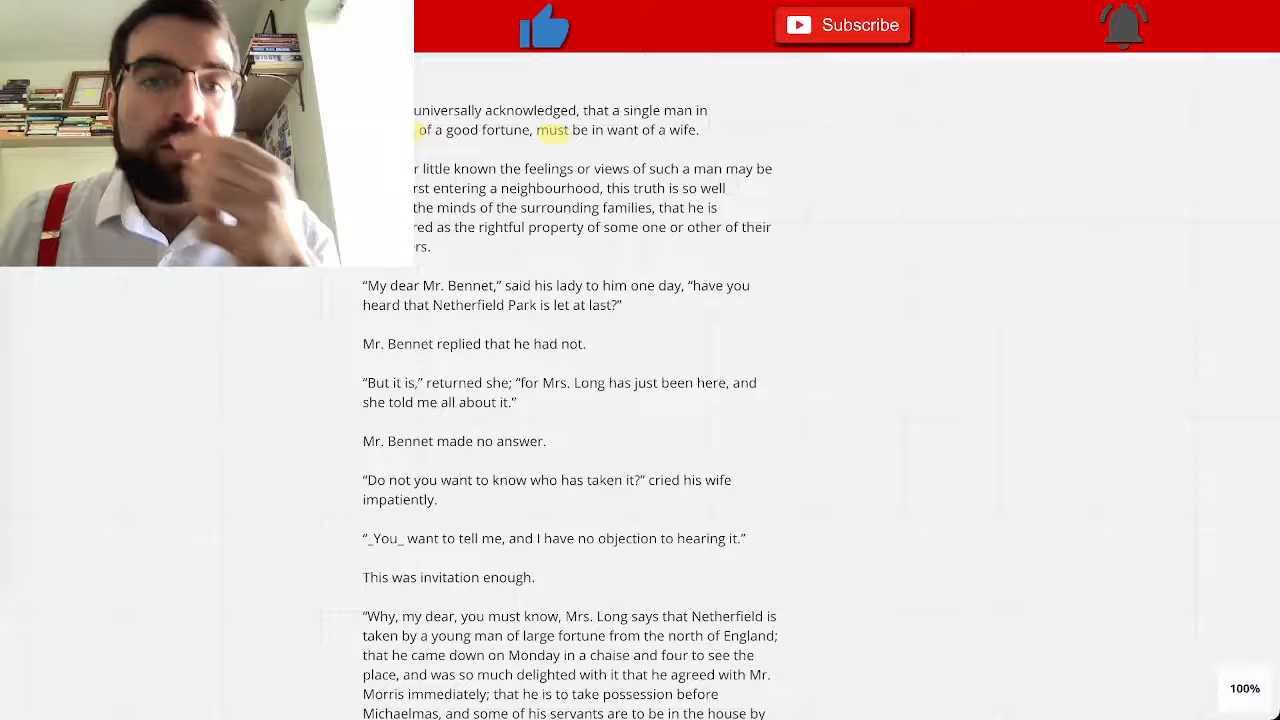 Subscribe
universally acknowledged, that a single man in
of a good fortune, must be in want of a wife.
little known the feelings or views of such a man may be
entering a neighbourhood, this truth is so well_
the minds of the surrounding families, that he is
as the rightful property of some one or other of their
“My dear Mr. Bennet,” said his lady to him one day, “have you
heard that Netherfield Park is let at last?”
Mr. Bennet replied that he had not.
“But it is,” returned she; “for Mrs. Long has just been here, and
she told me all about it.”
Mr. Bennet made no answer.
“Do not you want to know who has taken it?” cried his wife
impatiently.
“_You_ want to tell me, and I have no objection to hearing it.”
This was invitation enough.
“Why, my dear, you must know, Mrs. Long says that Netherfield is
taken by a young man of large fortune from the north of England;
that he came down on Monday in a chaise and four to see the
place, and was so much delighted with it that he agreed with Mr.
Morris immediately; that he is to take possession before
Michaelmas, and some of his servants are to be in the house by
100%